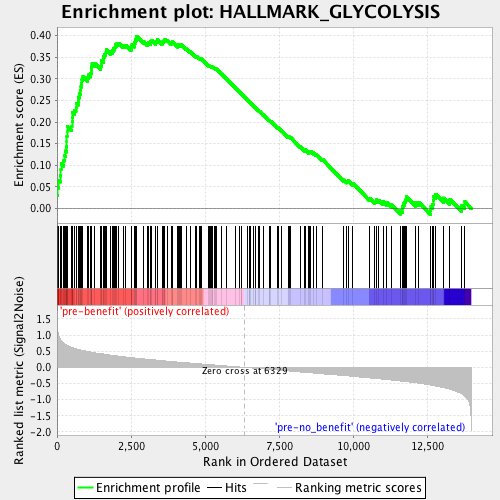 Enrichment plot: HALLMARK_GLYCOLYSIS
Enrichment score (ES)
0.40
0.35
0.30
0.25
0.20
0.15
0.10
0.05
0.00
'pre-benefit' (positively correlated)
Ranked list metric (Signal2Noise)
1.5
1.0
0.5
0.0
-0.5
-1.0
-1.5
-2.0
Zero cross at 6329
'pre-no_benefit' (negatively correlated)
0
2,500
5,000
7,500
10,000
12,500
Rank in Ordered Dataset
Enrichment profile
Hits
Ranking metric scores